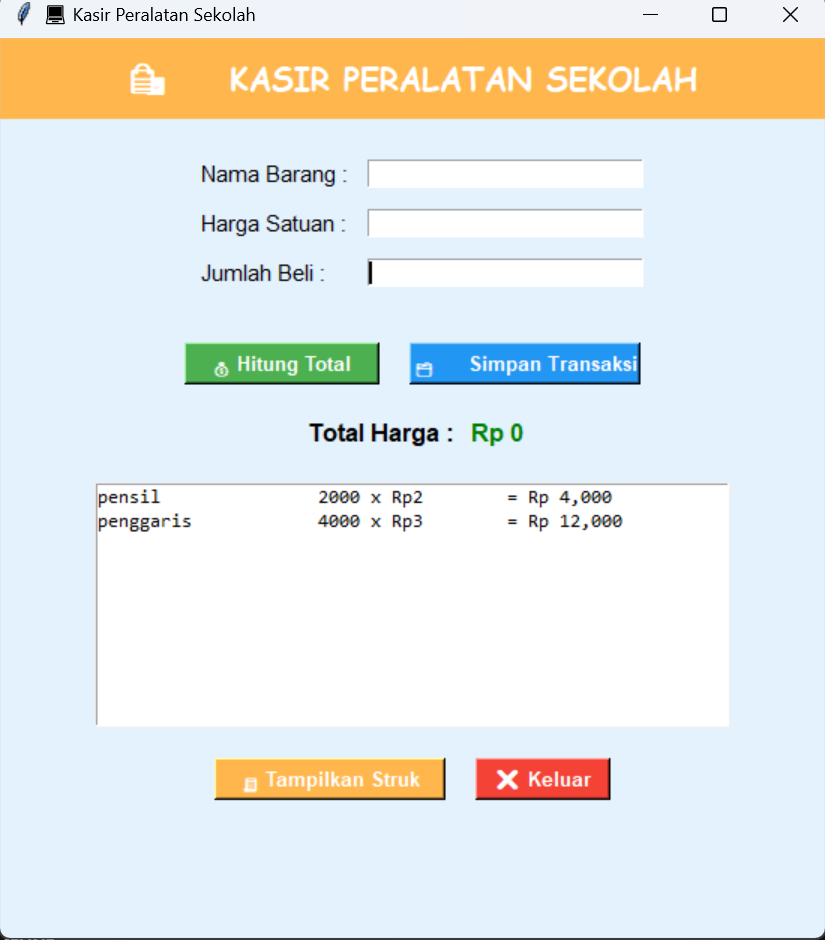 Kasir Peralatan Sekolah
KASIR PERALATAN SEKOLAH
Nama Barang :
Harga Satuan :
Jumlah Beli :
Hitung Total
Simpan Transaksi
Total Harga : Rp 0
pensil 2000 x Rp2 = Rp 4,000
penggaris 4000 x Rp3 = Rp 12,000
Tampilkan Struk
Keluar